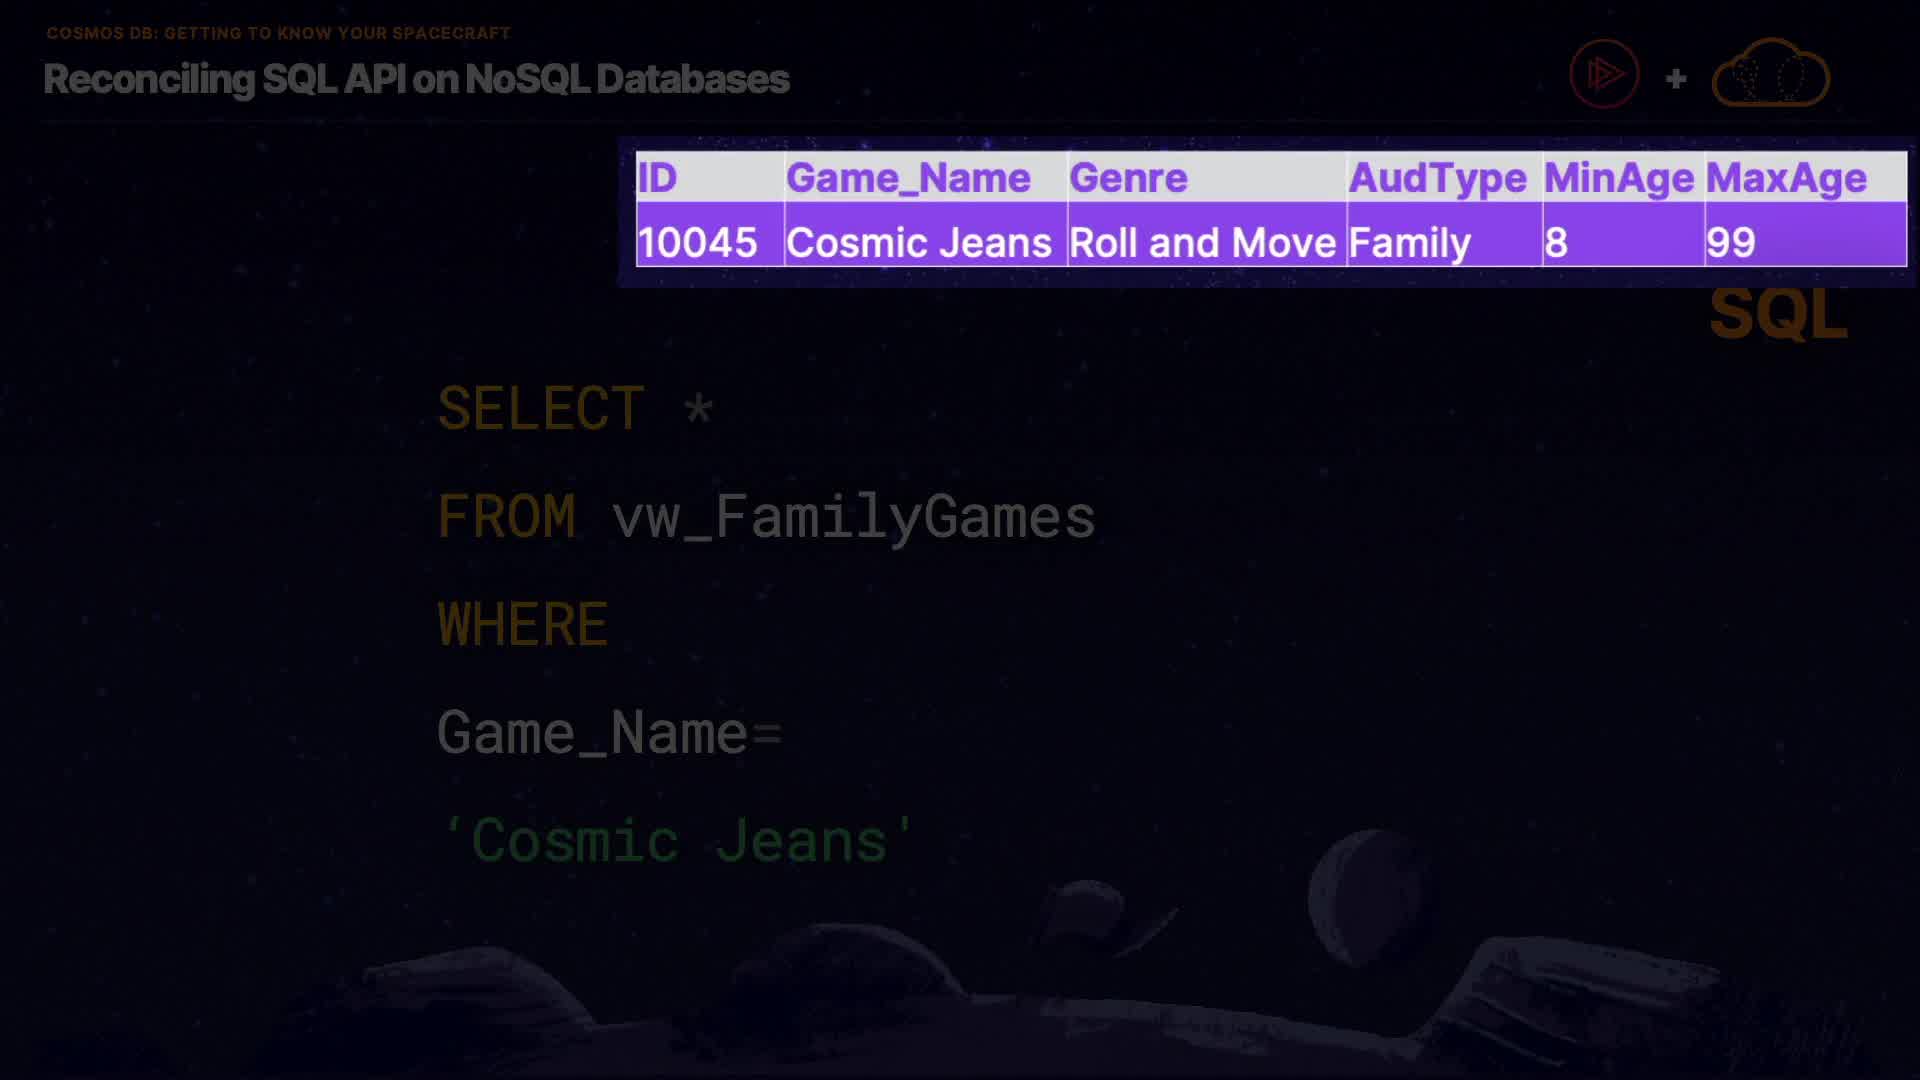 COSMOS DB: GETTING TO KNOW YOUR SPACECRAFT
Reconciling SQL API on NoSQL Databases
+
ID Game_Name Genre AudType MinAge MaxAge
10045 Cosmic Jeans Roll and Move Family 8 99
SQL
SELECT *
FROM vw_FamilyGames
WHERE
Game_Name=
‘Cosmic Jeans'